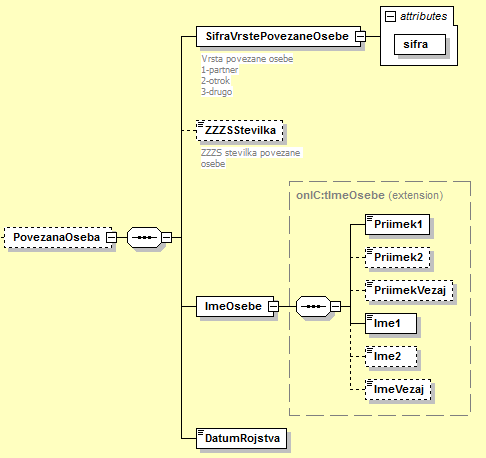 attributes
SifraVrstePovezaneOsebe
sifra
Vrsta povezane osebe
1-partner
2-otrok
3-drugo
ZZZSStevilka
ZZZS stevilka povezane
osebe
onIC:tImeOsebe (extension)
Priimek1
PovezanaOseba
Priimek2
PriimekVezaj
ImeOsebe
Ime1
Ime2
ImeVezaj
DatumRojstva